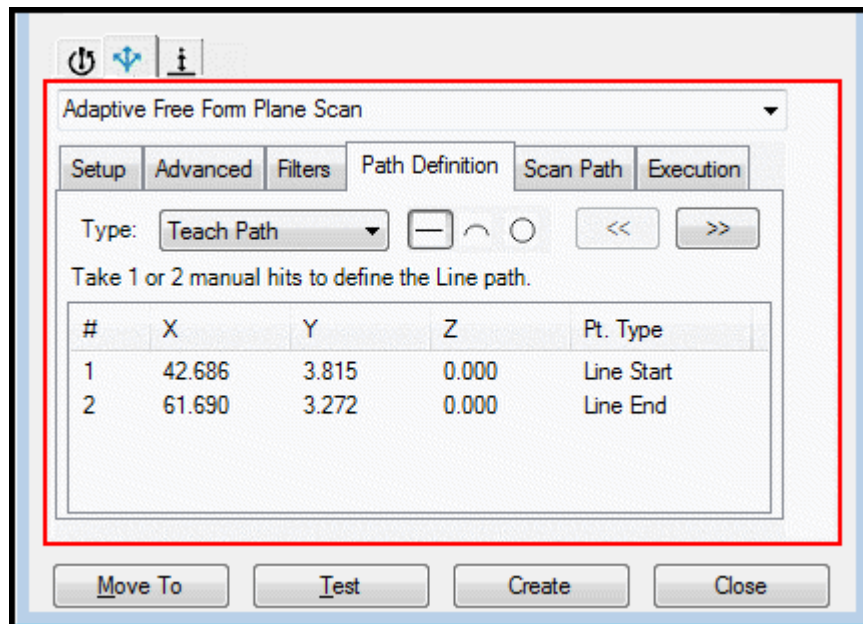 Adaptive Free Form Plane Scan
Setup Advanced Filters Path Definition Scan Path Execution
Type: Teach Path << >>
Take 1 or 2 manual hits to define the Line path.
# X Y Z Pt. Type
1 42.686 3.815 0.000 Line Start
2 61.690 3.272 0.000 Line End
Move To Test Create Close